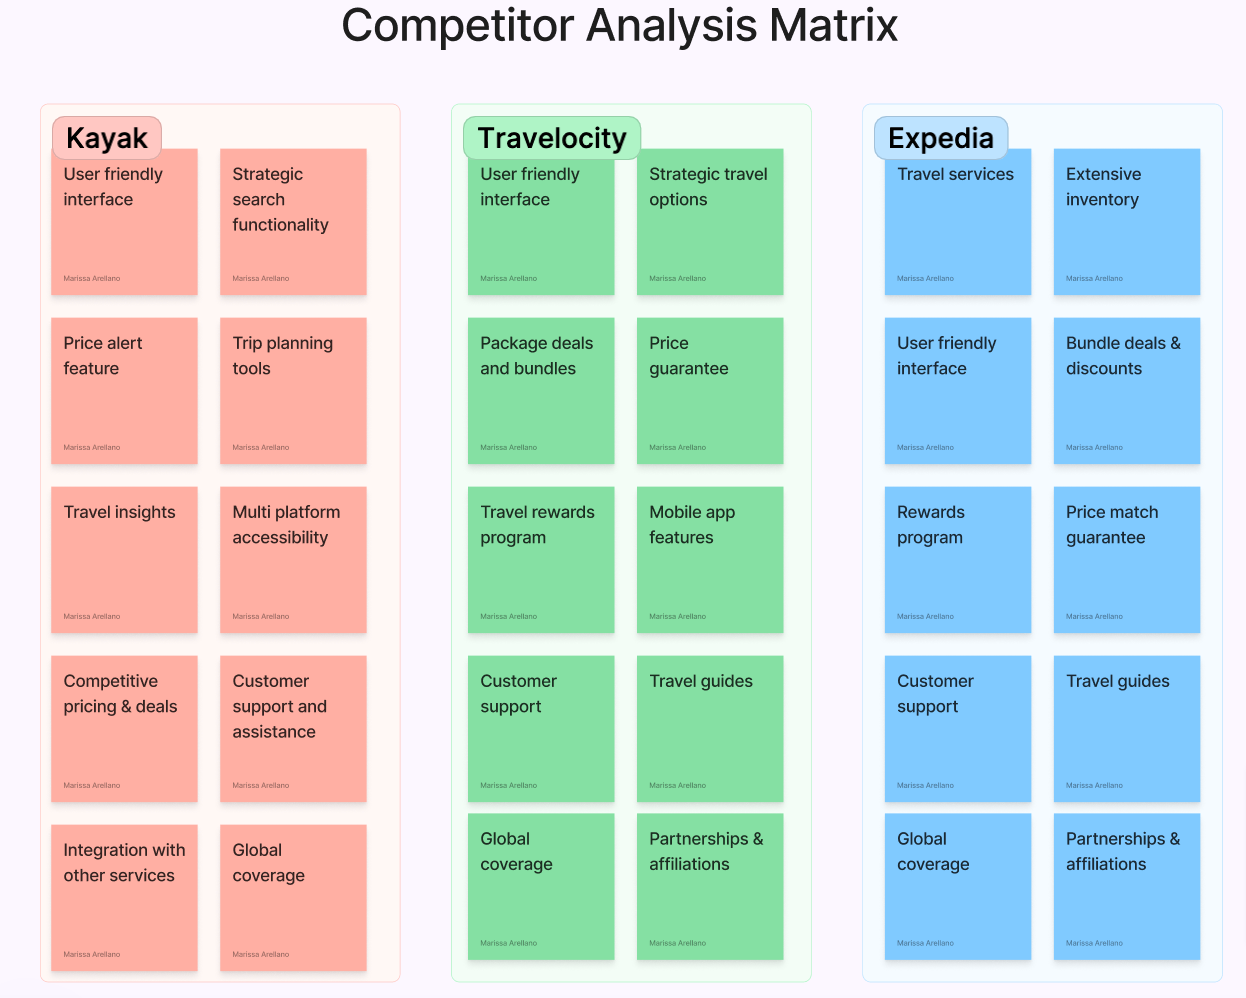 Competitor Analysis Matrix
Kayak
User friendly
interface
Marissa Arellano
Strategic
search
functionality
Marissa Arellano
Price alert
feature
Marissa Arellano
Trip planning
tools
Marissa Arellano
Travel insights
Marissa Arellano
Multi platform
accessibility
Marissa Arellano
Competitive
pricing & deals
Marissa Arellano
Customer
support and
assistance
Marissa Arellano
Integration with
other services
Marissa Arellano
Global
coverage
Marissa Arellano
Travelocity
User friendly
interface
Marissa Arellano
Strategic travel
options
Marissa Arellano
Package deals
and bundles
Marissa Arellano
Price
guarantee
Marissa Arellano
Travel rewards
program
Marissa Arellano
Mobile app
features
Marissa Arellano
Customer
support
Marissa Arellano
Travel guides
Marissa Arellano
Global
coverage
Marissa Arellano
Partnerships &
affiliations
Marissa Arellano
Expedia
Travel services
Marissa Arellano
Extensive
inventory
Marissa Arellano
User friendly
interface
Marissa Arellano
Bundle deals &
discounts
Marissa Arellano
Rewards
program
Marissa Arellano
Price match
guarantee
Marissa Arellano
Customer
support
Marissa Arellano
Travel guides
Marissa Arellano
Global
coverage
Marissa Arellano
Partnerships &
affiliations
Marissa Arellano